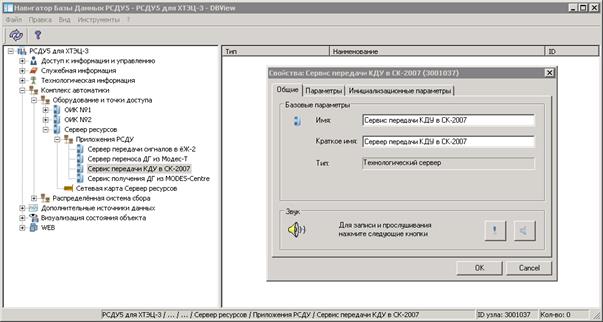 Навигатор Базы Данных РСДУ5 - РСДУ5 для ХТЭЦ-3 - DBView
Файл Правка Вид Инструменты ?
РСДУ5 для ХТЭЦ-3
Доступ к информации и управлению
Служебная информация
Технологическая информация
Комплекс автоматики
Оборудование и точки доступа
ОИК №1
ОИК №2
Сервер ресурсов
Приложения РСДУ
Сервер передачи сигналов в ёЖ-2
Сервер переноса ДГ из Модес-Т
Сервис передачи КДУ в СК-2007
Сервис получения ДГ из MODES-Centre
Сетевая карта Сервер ресурсов
Распределённая система сбора
Дополнительные источники данных
Визуализация состояния объекта
WEB
Тип Наименование ID
Свойства: Сервис передачи КДУ в СК-2007 (3001037)
Общие Параметры Инициализационные параметры
Базовые параметры
Имя: Сервис передачи КДУ в СК-2007
Краткое имя: Сервер передачи КДУ в СК-2007
Тип: Технологический сервер
Звук
Для записи и прослушивания
нажмите следующие кнопки
OK Cancel
РСДУ5 для ХТЭЦ-3 / ... / ... / Сервер ресурсов / Приложения РСДУ / Сервис передачи КДУ в СК-2007 ID узла: 3001037 Кол-во: 0